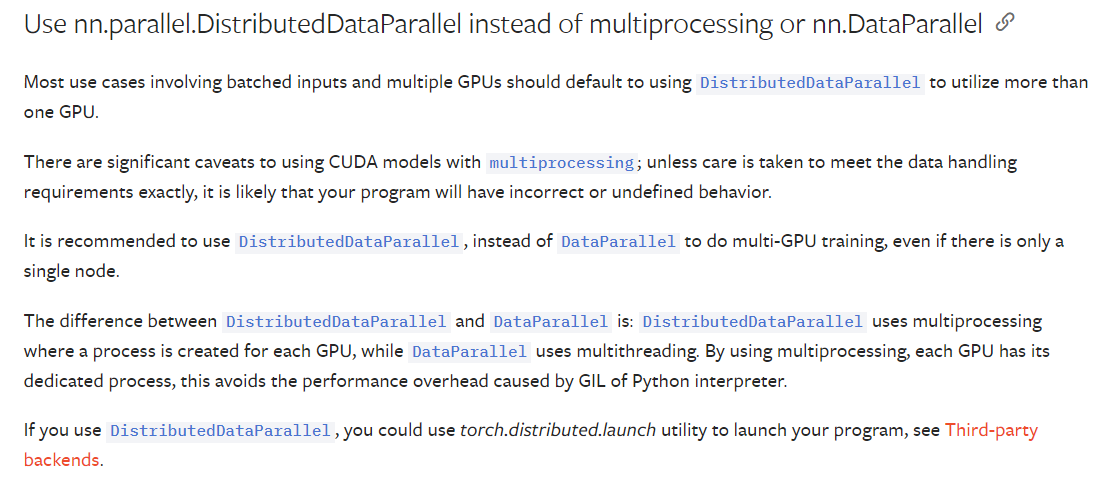 Use nn.parallel.DistributedDataParallel instead of multiprocessing or nn.DataParallel
Most use cases involving batched inputs and multiple GPUs should default to using DistributedDataParallel to utilize more than
one GPU.
There are significant caveats to using CUDA models with multiprocessing; unless care is taken to meet the data handling
requirements exactly, it is likely that your program will have incorrect or undefined behavior.
It is recommended to use DistributedDataParallel, instead of DataParallel to do multi-GPU training, even if there is only a
single node.
The difference between DistributedDataParallel and DataParallel is: DistributedDataParallel uses multiprocessing
where a process is created for each GPU, while DataParallel uses multithreading. By using multiprocessing, each GPU has its
dedicated process, this avoids the performance overhead caused by GIL of Python interpreter.
If you use DistributedDataParallel, you could use torch.distributed.launch utility to launch your program, see Third-party
backends.